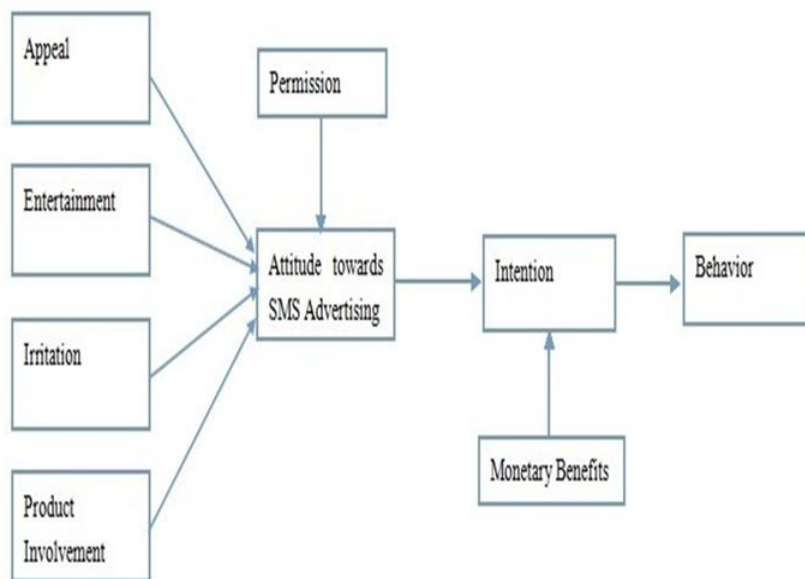 Appeal
Permission
Entertainment
Attitude towards
SMS Advertising
Intention
Behavior
Irritation
Monetary Benefits
Product
Involvement